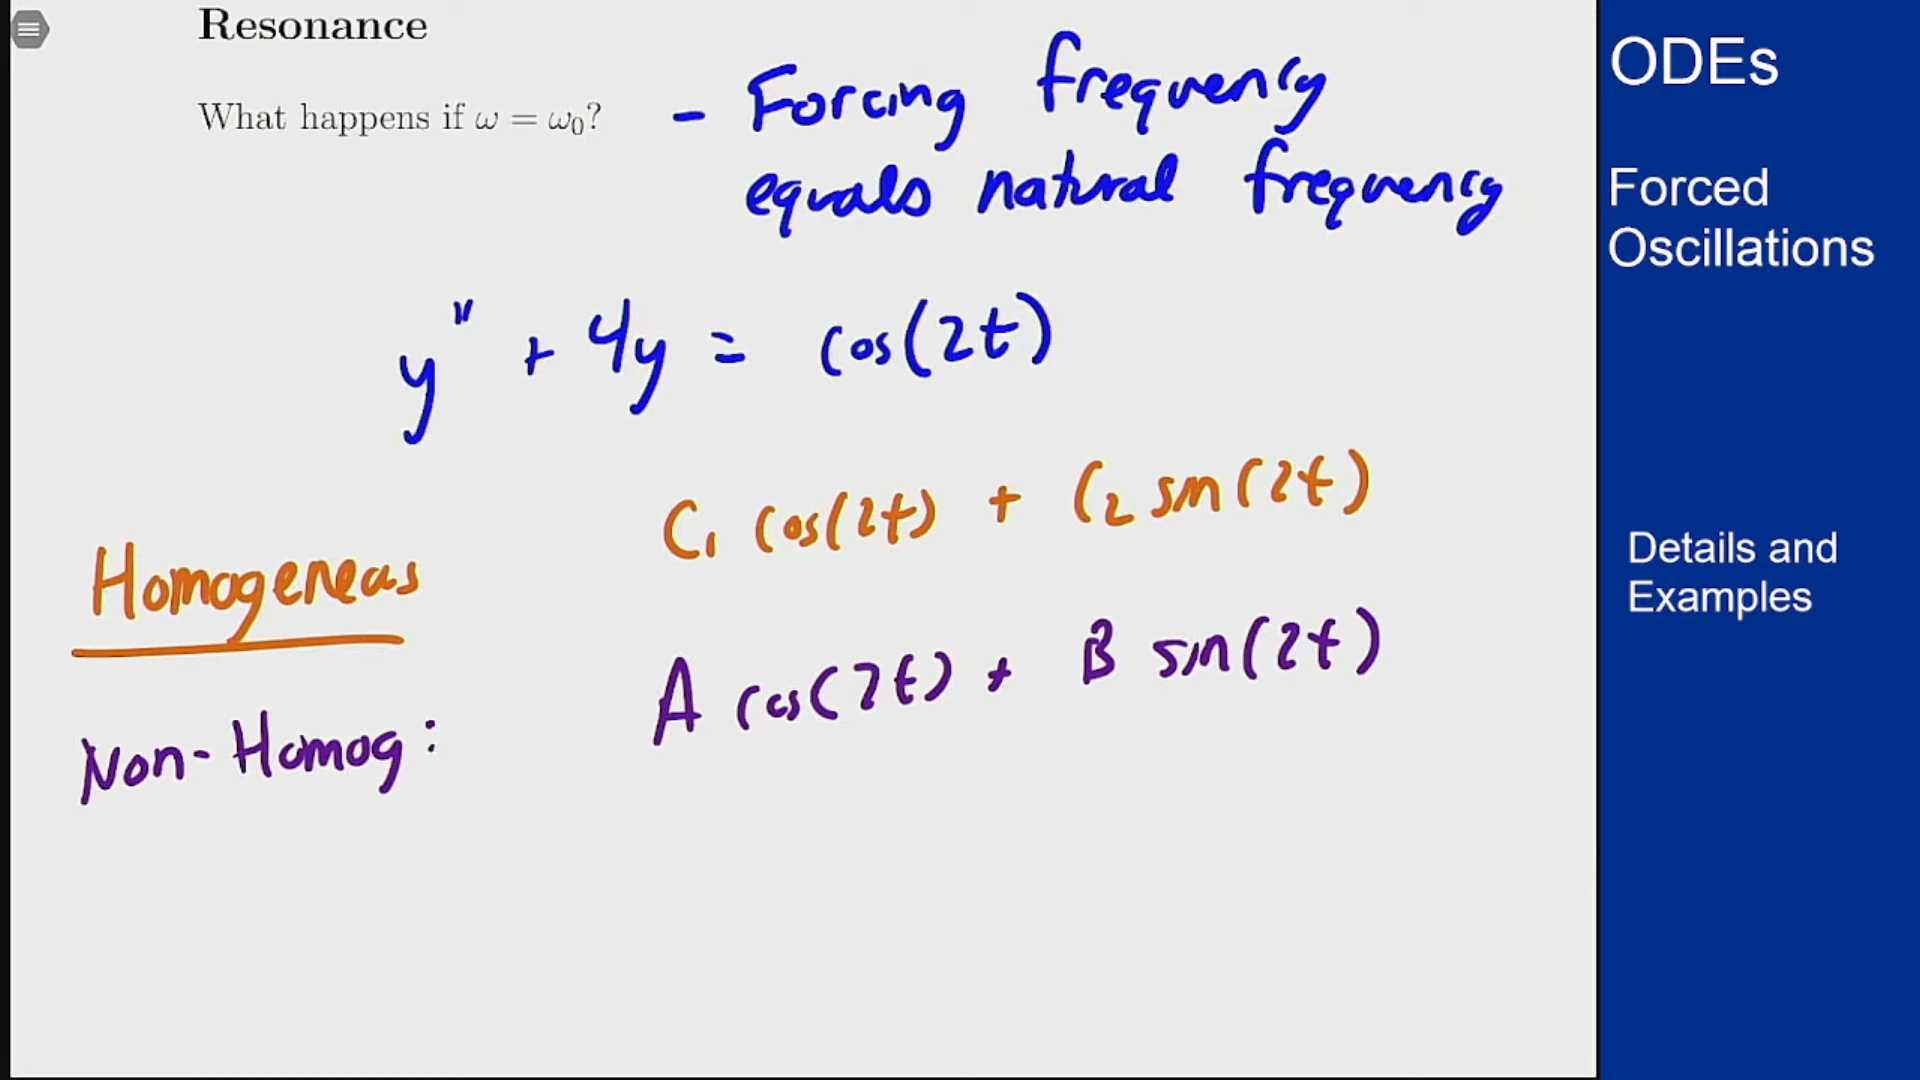 Resonance
What happens if ω = ω₀?
- Forcing frequency
equals natural frequency
y" + 4y = cos(2t)
C₁ cos(2t) + C₂ sin(2t)
Homogeneous
A cos(2t) + B sin(2t)
Non-Homog:
ODEs
Forced
Oscillations
Details and
Examples